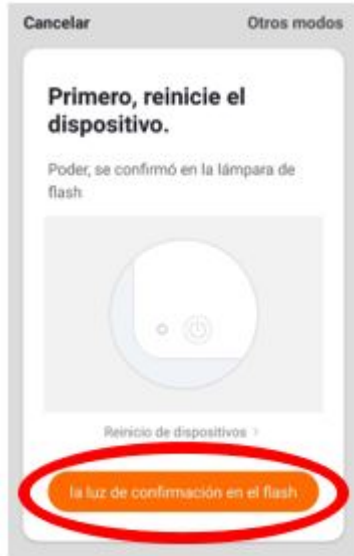 Cancelar Otros modos
Primero, reinicie el
dispositivo.
Poder, se confirmó en la lámpara de
flash
Reinicio de dispositivos >
la luz de confirmación en el flash